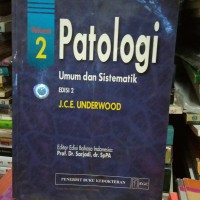 VOLUME
2
Patologi
Umum dan Sistematik
EDISI 2
J.C.E. UNDERWOOD
Editor Edisi Bahasa Indonesia:
Prof. Dr. Sarjadi, dr. SpPA
PENERBIT BUKU KEDOKTERAN
EGC